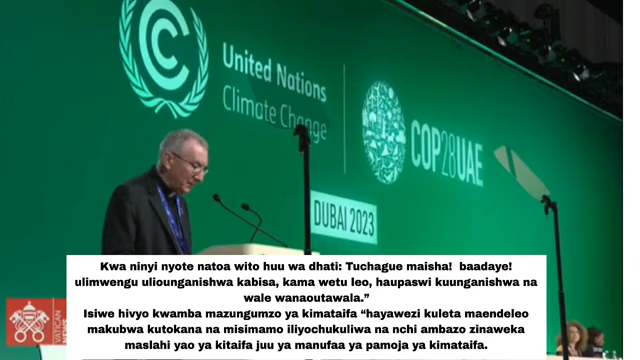 United Nations
Climate Change
COP28UAE
DUBAI 2023
VATICAN
NEWS
Kwa ninyi nyote natoa wito huu wa dhati: Tuchague maisha! baadaye!
ulimwengu uliounganishwa kabisa, kama wetu leo, haupaswi kuunganishwa na
wale wanaoutawala.”
Isiwe hivyo kwamba mazungumzo ya kimataifa “hayawezi kuleta maendeleo
makubwa kutokana na misimamo iliyochukuliwa na nchi ambazo zinaweka
maslahi yao ya kitaifa juu ya manufaa ya pamoja ya kimataifa.